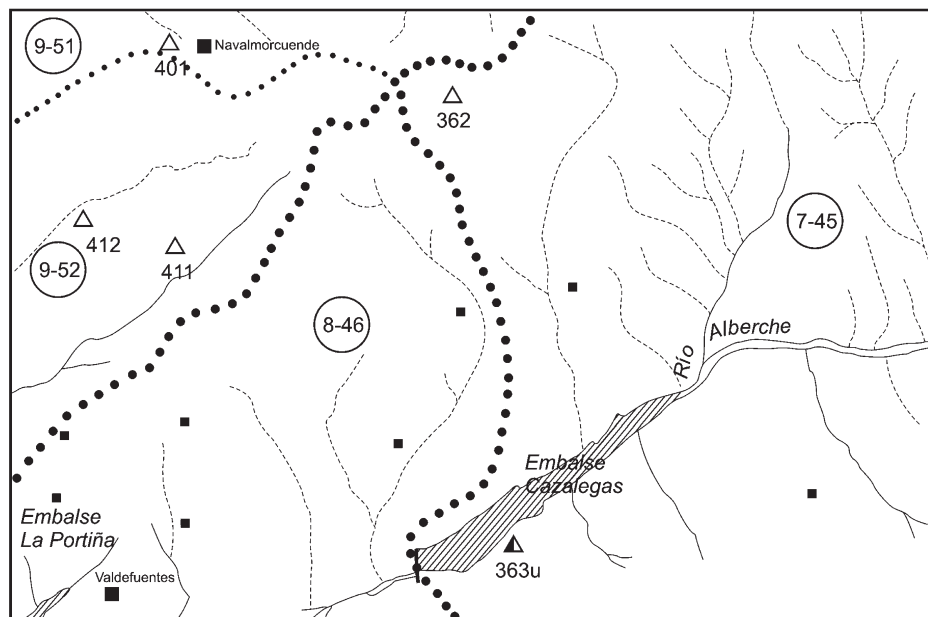 9-51
401
Navalmorcuende
362
412
411
9-52
7-45
8-46
Río Alberche
Embalse
Cazalegas
Embalse
La Portiña
363u
Valdefuentes